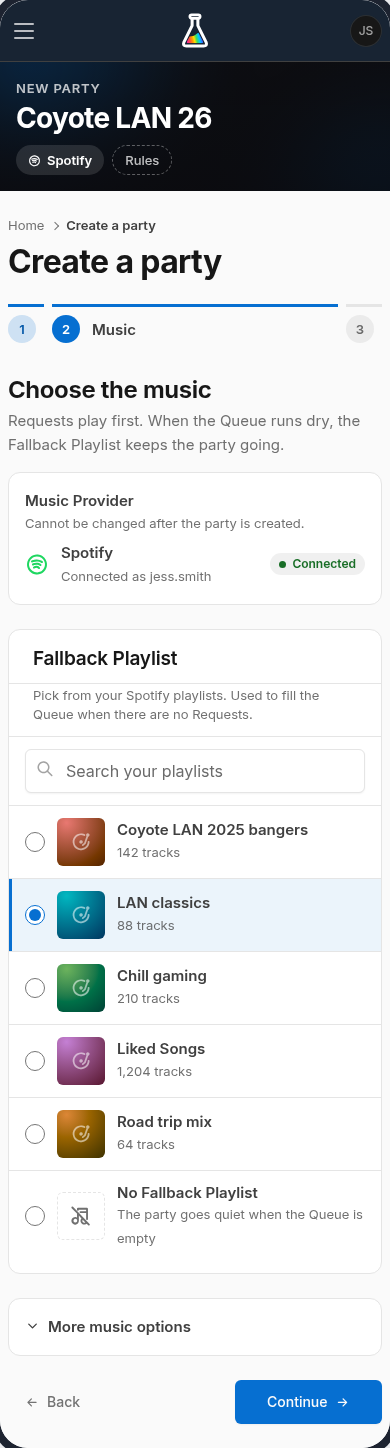 JS
NEW PARTY
Coyote LAN 26
Spotify
Rules
Home
Create a party
Create a party
1
2
Music
3
Choose the music
Requests play first. When the Queue runs dry, the
Fallback Playlist keeps the party going.
Music Provider
Cannot be changed after the party is created.
Spotify
Connected as jess.smith
Connected
Fallback Playlist
Pick from your Spotify playlists. Used to fill the
Queue when there are no Requests.
Search your playlists
Coyote LAN 2025 bangers
142 tracks
LAN classics
88 tracks
Chill gaming
210 tracks
Liked Songs
1,204 tracks
Road trip mix
64 tracks
No Fallback Playlist
The party goes quiet when the Queue is
empty
More music options
Back
Continue